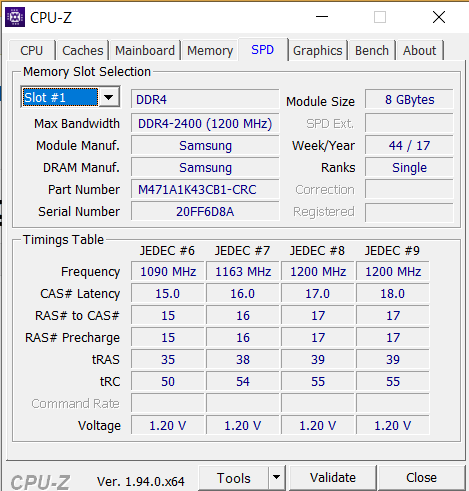 CPU-Z
CPU Caches Mainboard Memory SPD Graphics Bench About
Memory Slot Selection
Slot #1 DDR4 Module Size 8 GBytes
Max Bandwidth DDR4-2400 (1200 MHz) SPD Ext.
Module Manuf. Samsung Week/Year 44 / 17
DRAM Manuf. Samsung Ranks Single
Part Number M471A1K43CB1-CRC Correction
Serial Number 20FF6D8A Registered
Timings Table
JEDEC #6 JEDEC #7 JEDEC #8 JEDEC #9
Frequency 1090 MHz 1163 MHz 1200 MHz 1200 MHz
CAS# Latency 15.0 16.0 17.0 18.0
RAS# to CAS# 15 16 17 17
RAS# Precharge 15 16 17 17
tRAS 35 38 39 39
tRC 50 54 55 55
Command Rate
Voltage 1.20 V 1.20 V 1.20 V 1.20 V
CPU-Z Ver. 1.94.0.x64 Tools Validate Close